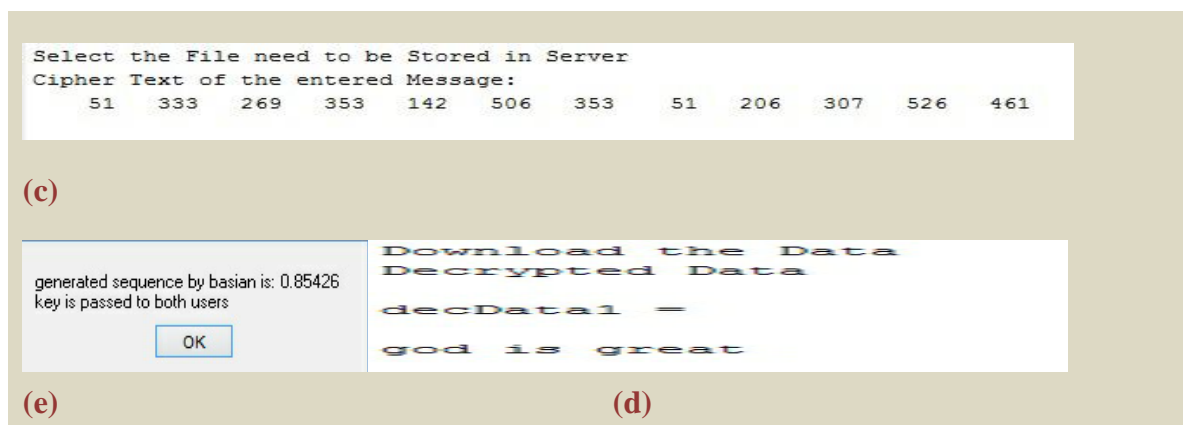 Select the File need to be Stored in Server
Cipher Text of the entered Message:
51 333 269 353 142 506 353 51 206 307 526 461
(c)
generated sequence by basian is: 0.85426
key is passed to both users
OK
Download the Data
Decrypted Data
decData1 =
god is great
(e)
(d)